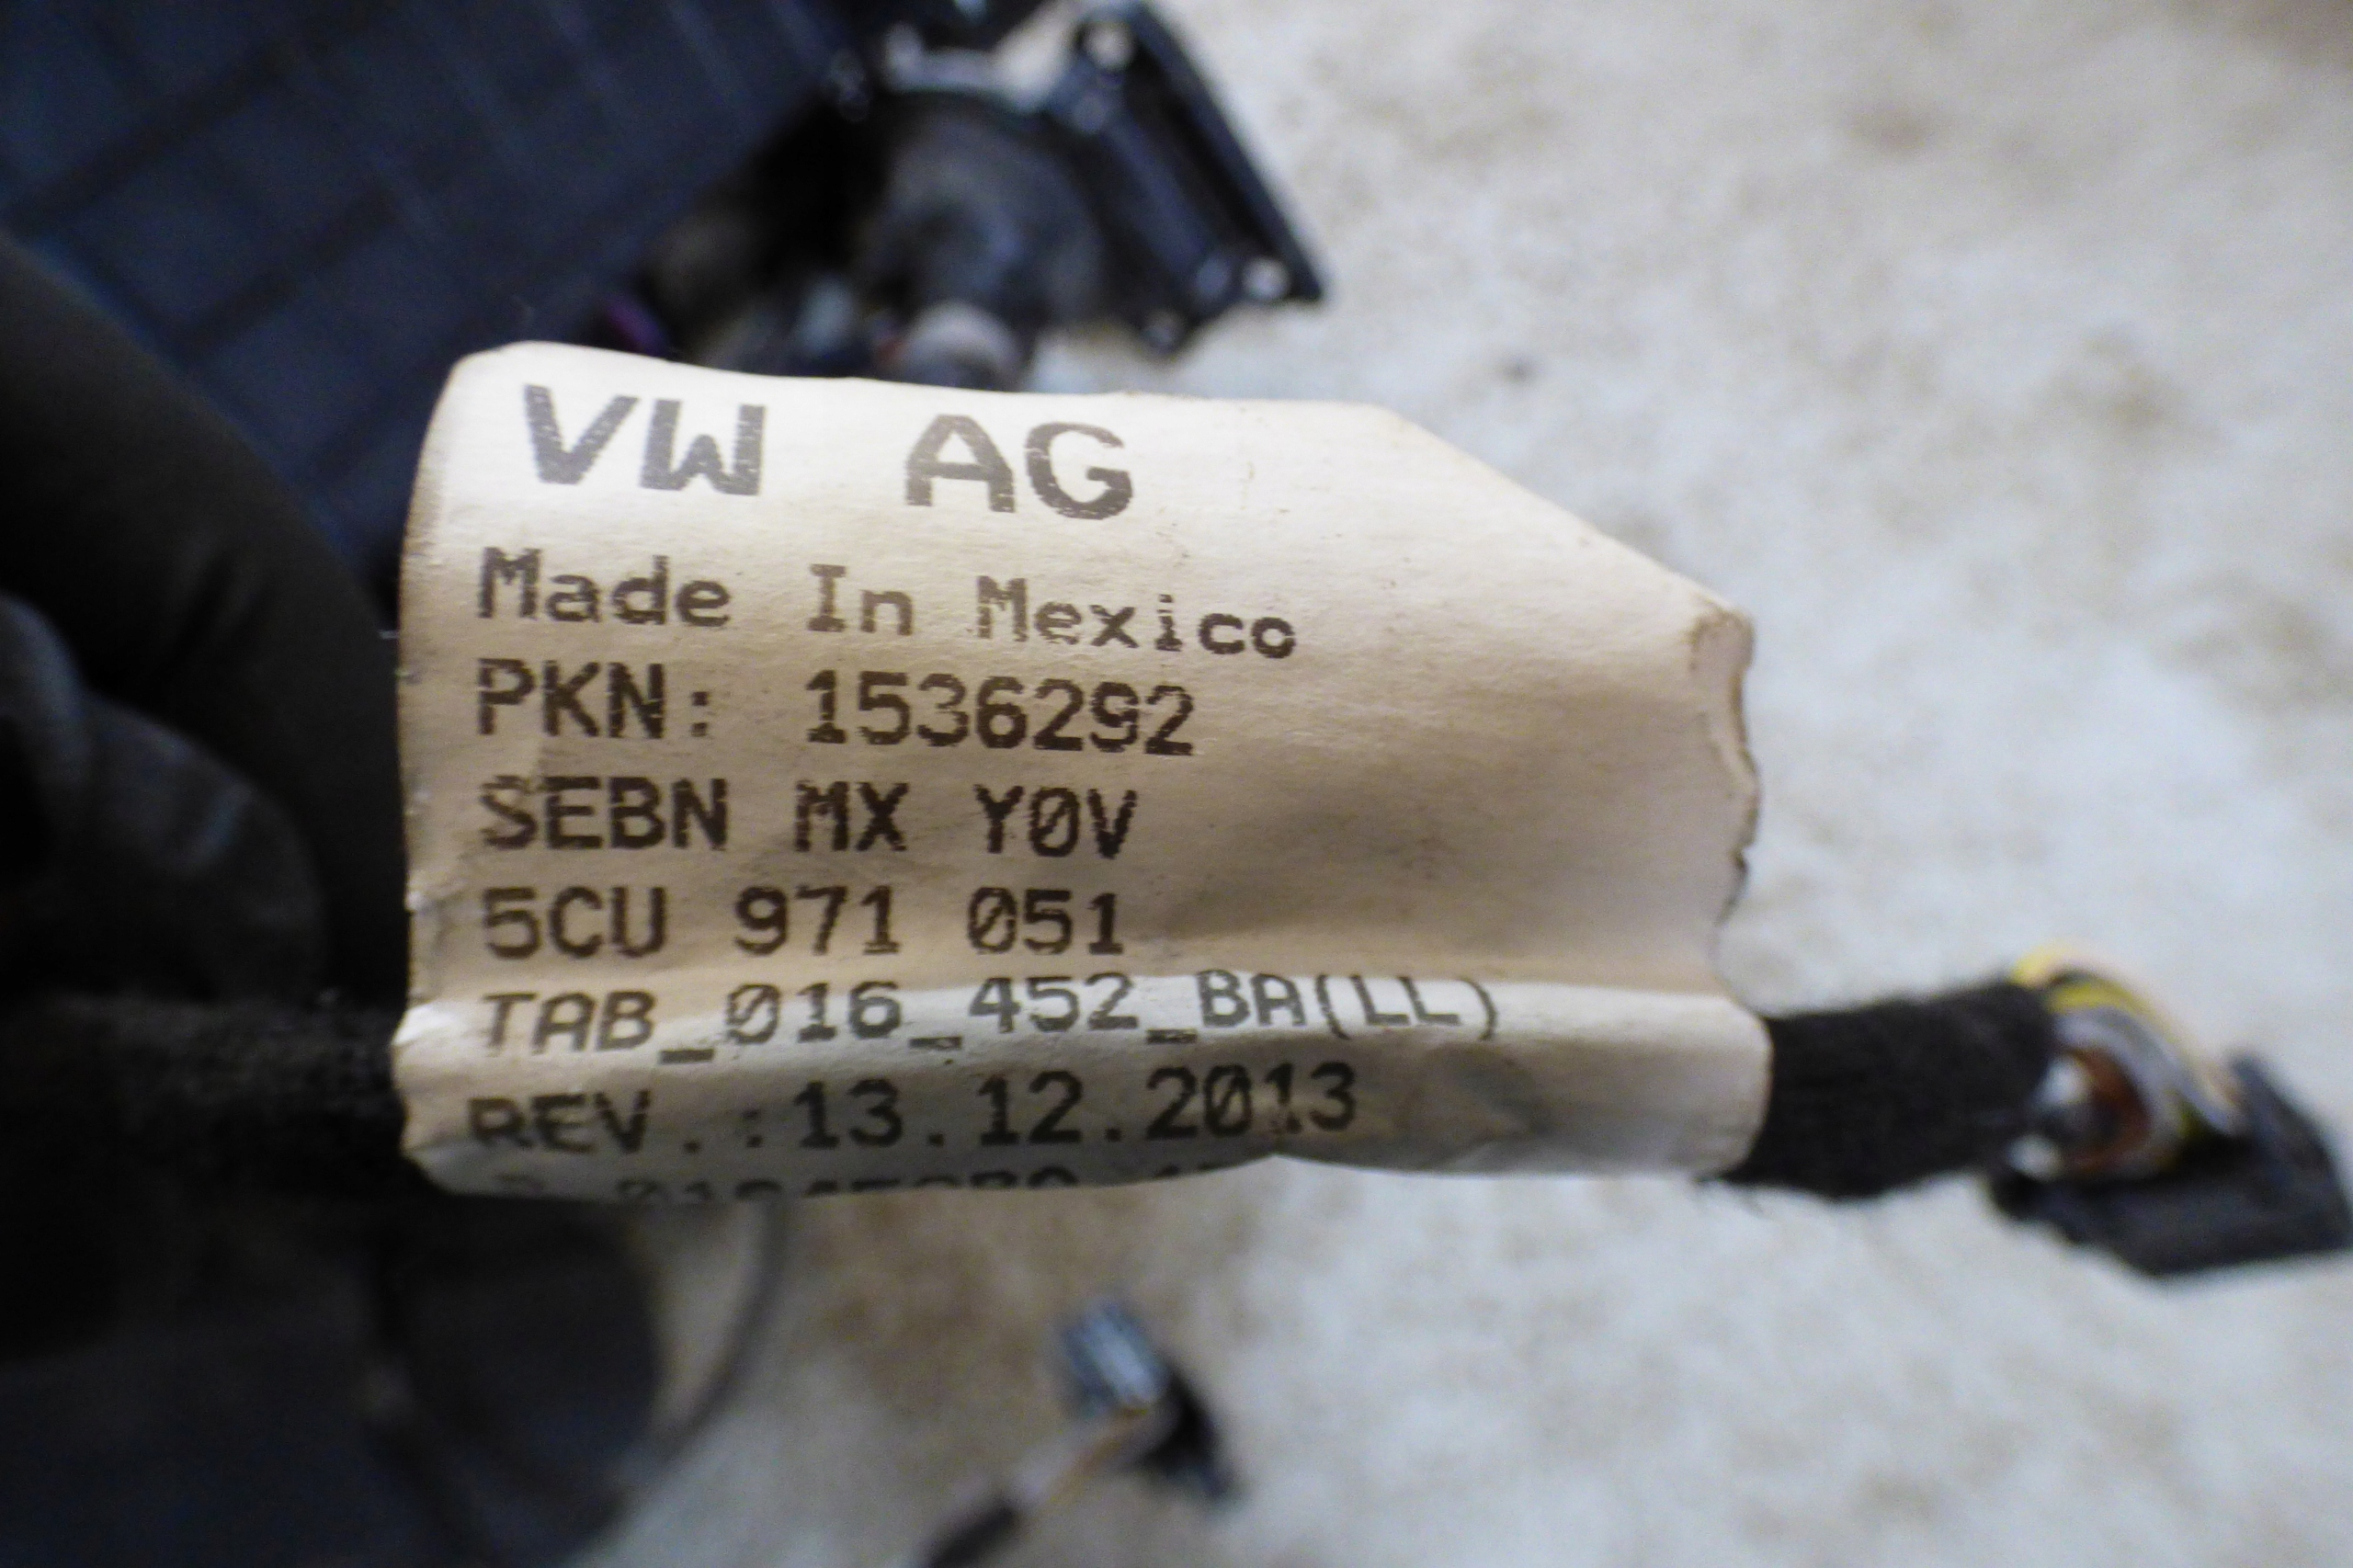 VW AG
Made In Mexico
PKN: 1536292
SEBN MX Y0V
5CU 971 051
TAB_016_452_BA(LL)
REV.:13.12.2013